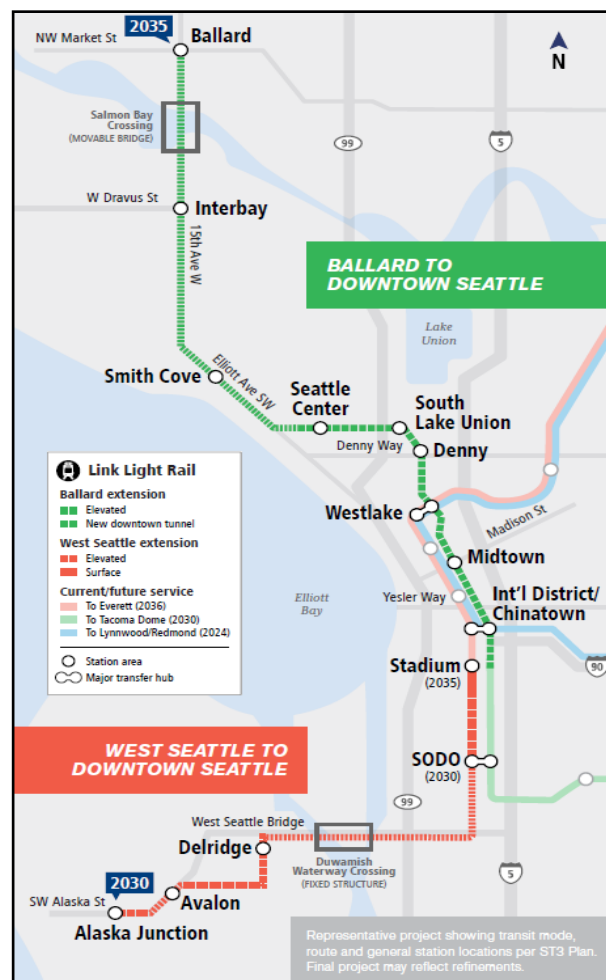 2035
NW Market St
Ballard
N
Salmon Bay
Crossing
(MOVABLE BRIDGE)
99
5
W Dravus St
Interbay
15th Ave W
BALLARD TO
DOWNTOWN SEATTLE
Lake
Union
Smith Cove
Elliott Ave SW
Seattle
Center
South
Lake Union
Denny Way
Denny
Link Light Rail
Ballard extension
Elevated
New downtown tunnel
West Seattle extension
Elevated
Surface
Current/future service
To Everett (2036)
To Tacoma Dome (2030)
To Lynnwood/Redmond (2024)
Station area
Major transfer hub
Westlake
Madison St
Midtown
Elliott
Bay
Yesler Way
Int'l District/
Chinatown
Stadium
(2035)
90
WEST SEATTLE TO
DOWNTOWN SEATTLE
SODO
(2030)
99
West Seattle Bridge
Delridge
Duwamish
Waterway Crossing
(FIXED STRUCTURE)
5
2030
SW Alaska St
Avalon
Alaska Junction
Representative project showing transit mode,
route and general station locations per ST3 Plan.
Final project may reflect refinements.